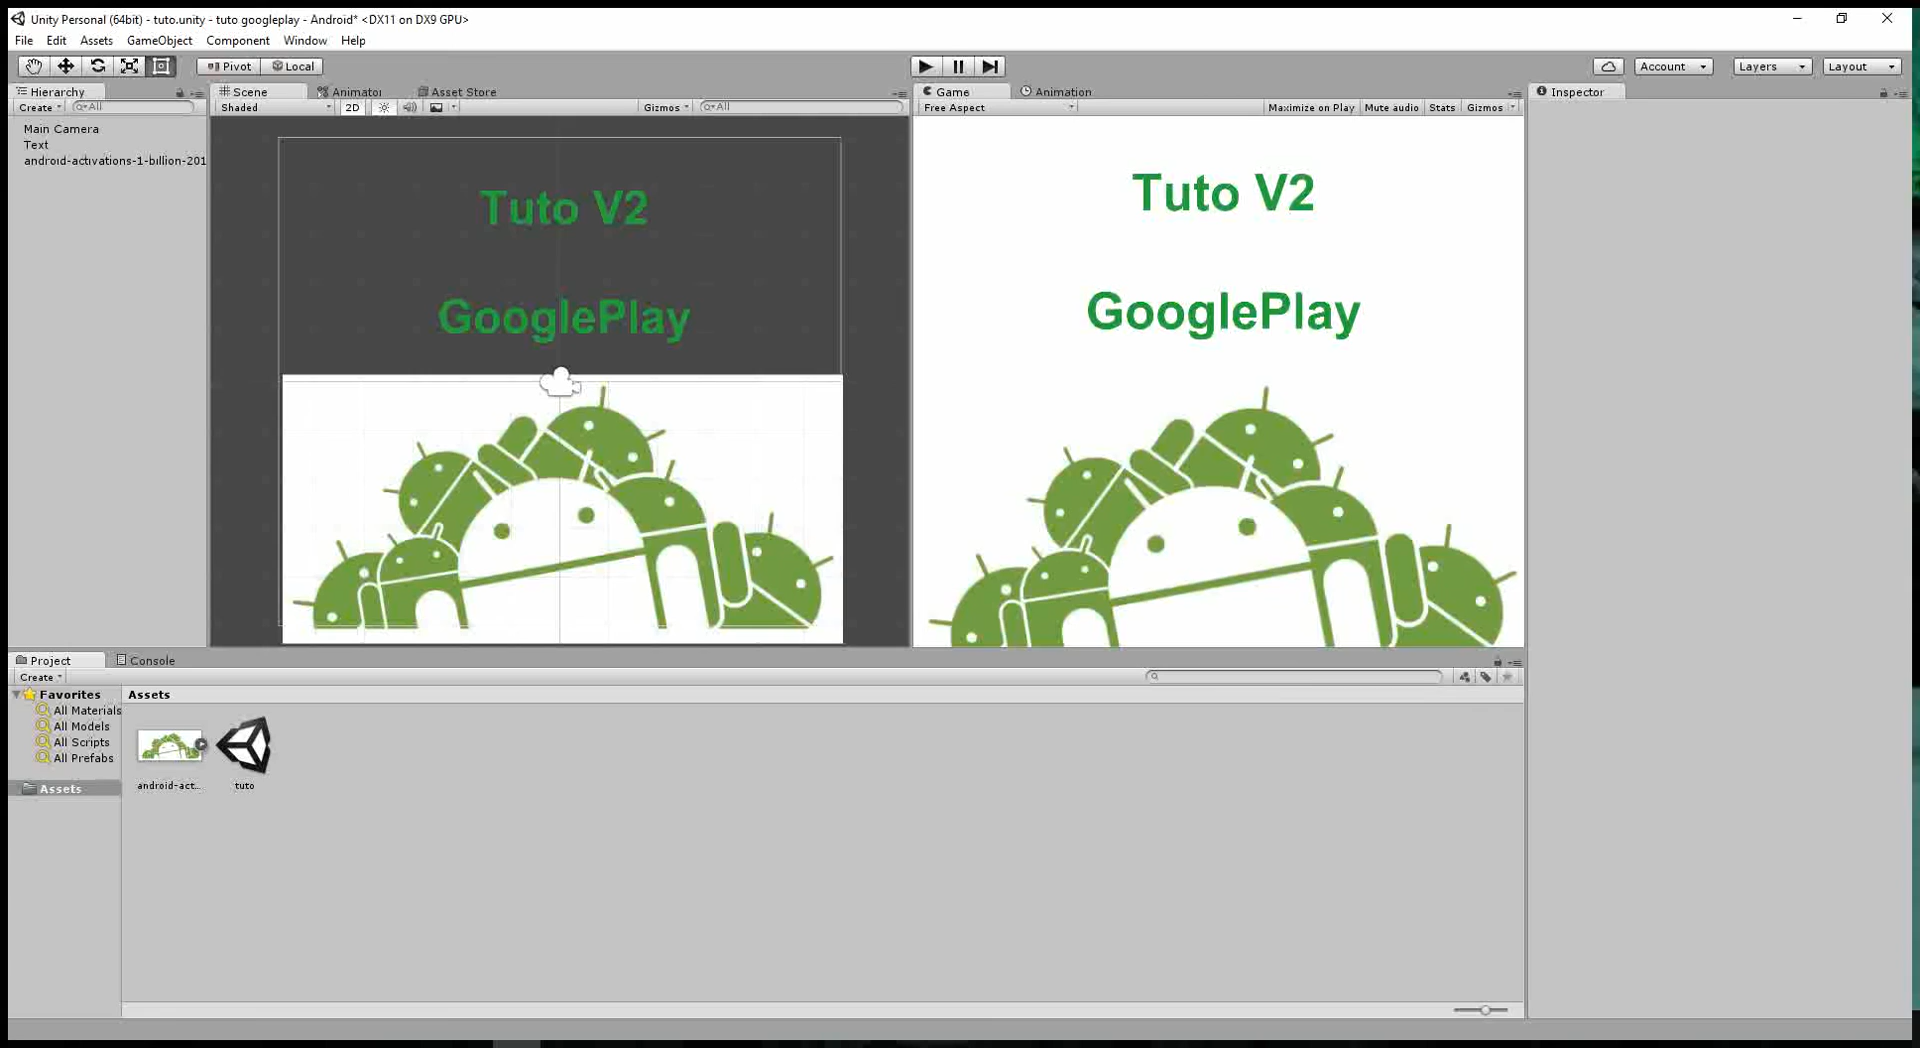 Unity Personal (64bit) - tuto.unity - tuto googleplay - Android* <DX11 on DX9 GPU>
File Edit Assets GameObject Component Window Help
Pivot Local Account Layers Layout
Hierarchy Scene Animator Asset Store Game Animation Inspector
Create All Shaded 2D Gizmos All Free Aspect Maximize on Play Mute audio Stats Gizmos
Main Camera
Text
android-activations-1-billion-201
Tuto V2
GooglePlay
Tuto V2
GooglePlay
Project Console
Create
Favorites Assets
All Materials
All Models
All Scripts
All Prefabs
Assets
android-act... tuto